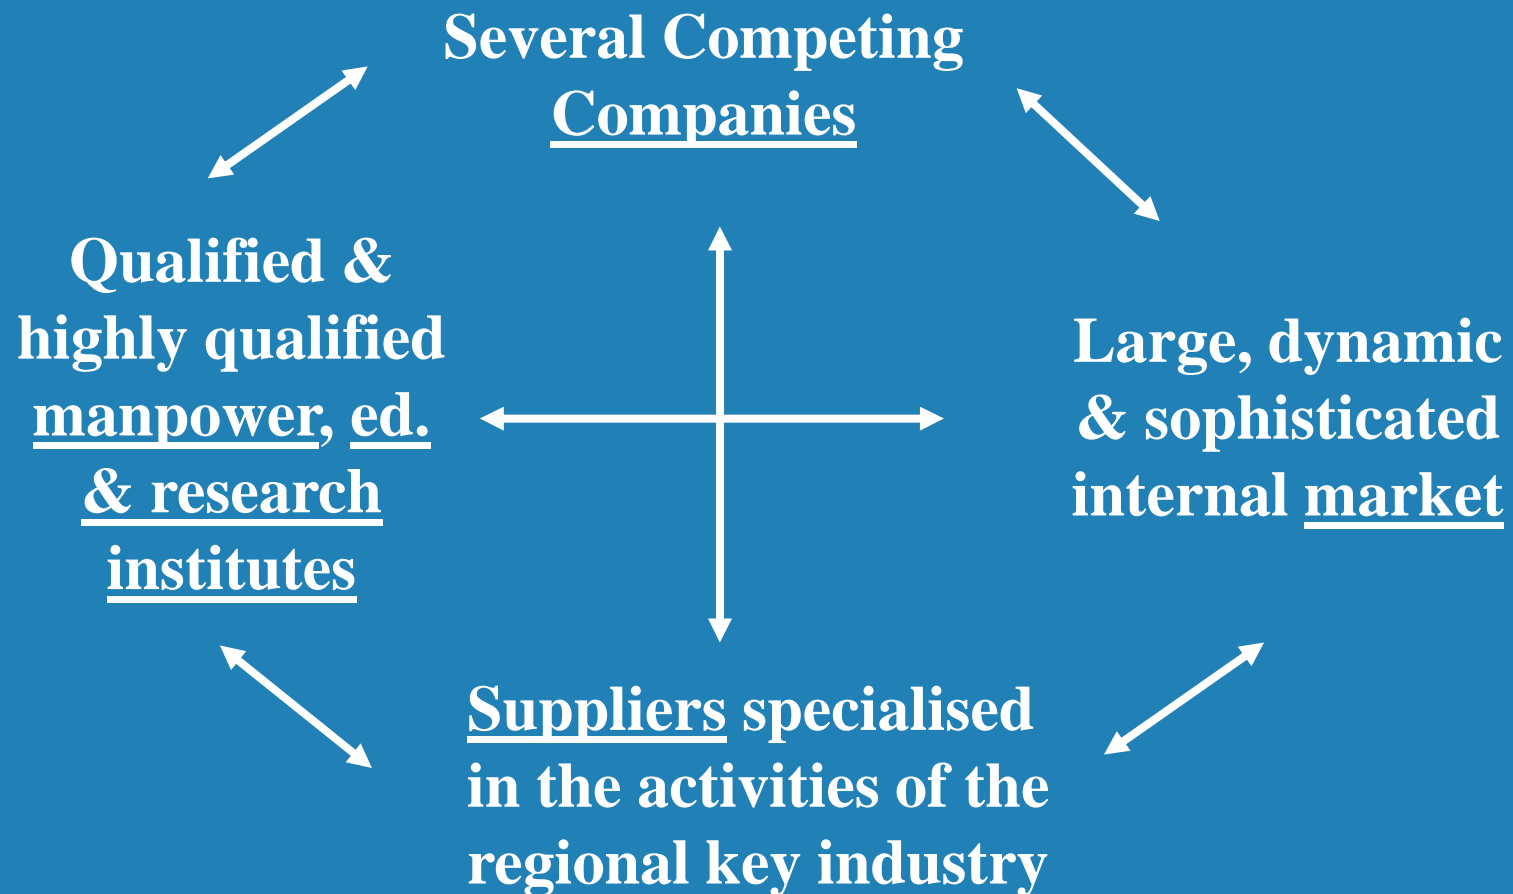 Several Competing
Companies
Qualified &
highly qualified
manpower, ed.
& research
institutes
Large, dynamic
& sophisticated
internal market
Suppliers specialised
in the activities of the
regional key industry